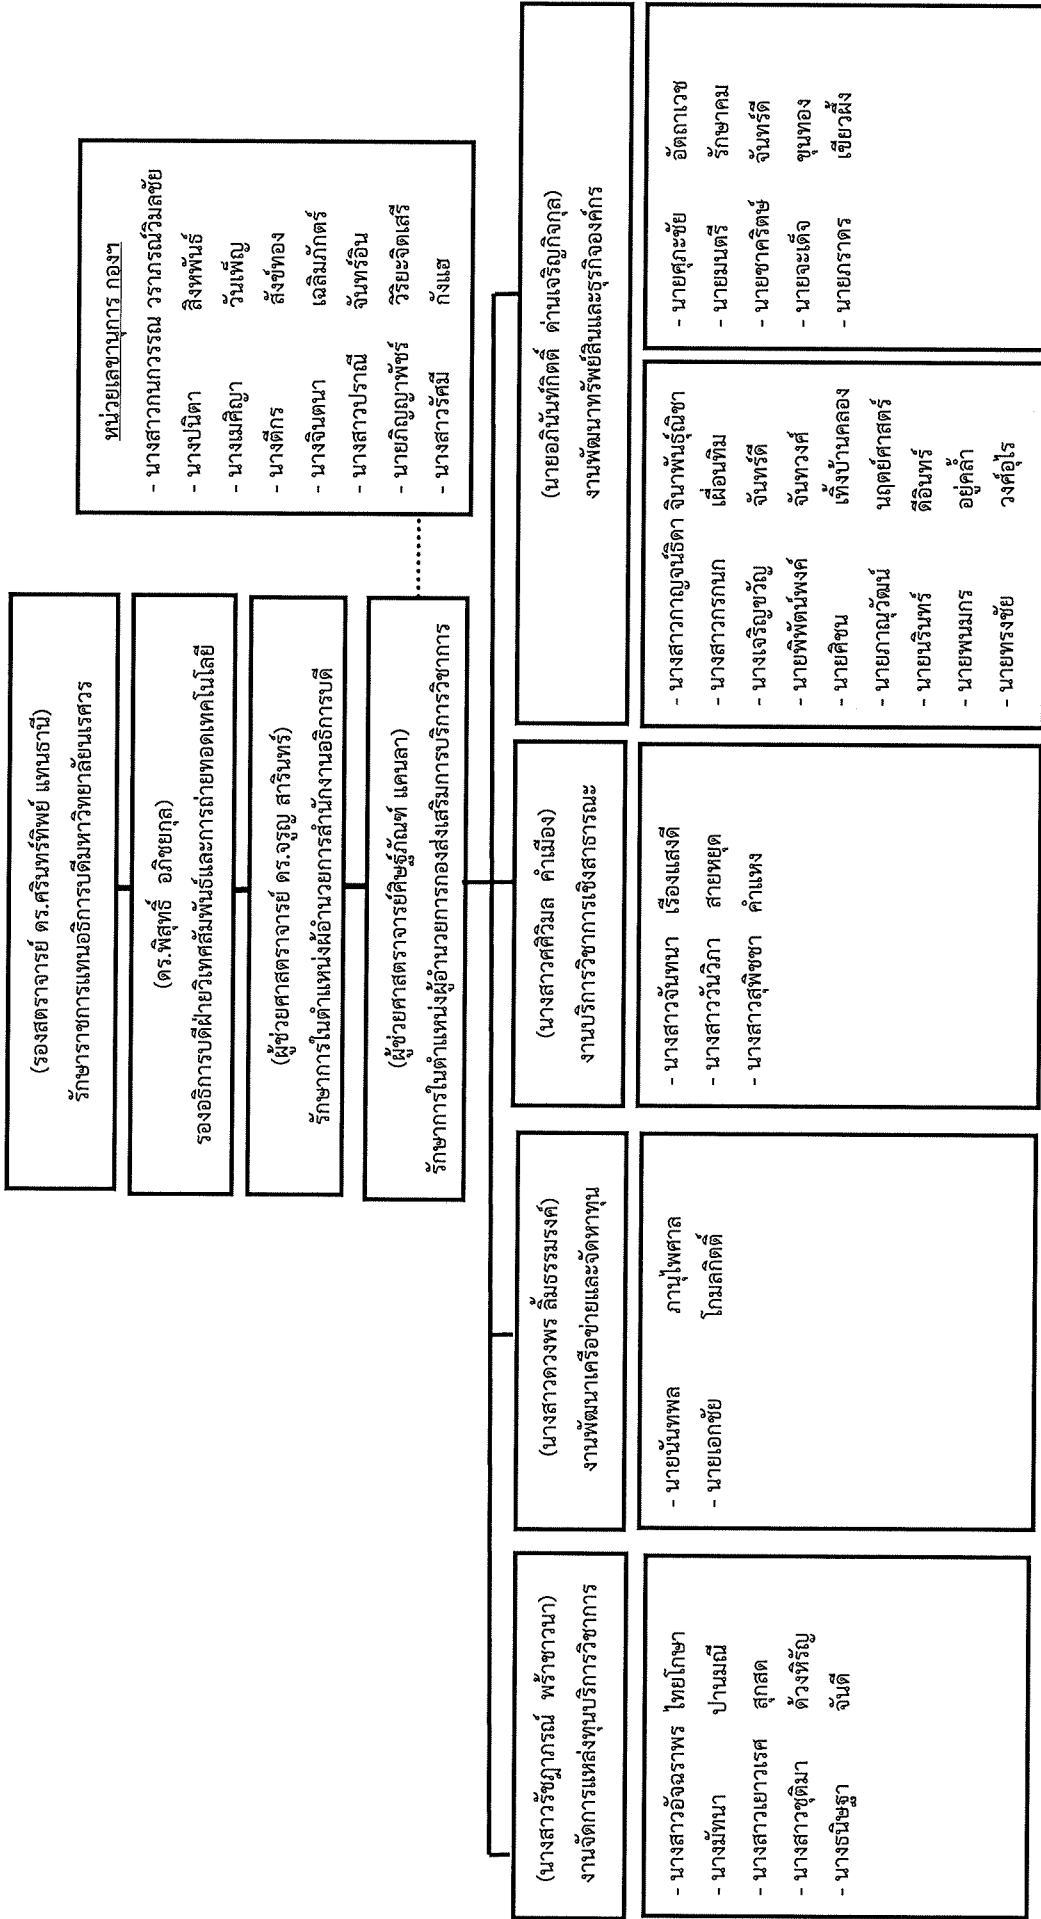 (รองศาสตราจารย์ ดร.ศรินทร์ทิพย์ แทนธานี)
รักษาราชการแทนอธิการบดีมหาวิทยาลัยนเรศวร
(ดร.พิสุทธิ์ อภิชยกุล)
รองอธิการบดีฝ่ายวิเทศสัมพันธ์และการถ่ายทอดเทคโนโลยี
(ผู้ช่วยศาสตราจารย์ ดร.จรูญ สารินทร์)
รักษาการในตำแหน่งผู้อำนวยการสำนักงานอธิการบดี
(ผู้ช่วยศาสตราจารย์ศิษฐ์ภัณฑ์ แคนลา)
รักษาการในตำแหน่งผู้อำนวยการกองส่งเสริมการบริการวิชาการ
หน่วยเลขานุการ กองฯ
- นางสาวกนกวรรณ วราภรณ์วิมลชัย
- นางปนิตา สิงหพันธ์
- นางเมศิญา วันเพ็ญ
- นางตึกร สังข์ทอง
- นางจินตนา เฉลิมภักตร์
- นางสาวปราณี จันทร์อิน
- นายภิญญาพัชร์ วิริยะจิตเสรี
- นางสาวรัศมี กังแฮ
(นางสาวรัชฎาภรณ์ พร้าชาวนา)
งานจัดการแหล่งทุนบริการวิชาการ
- นางสาวอัจฉราพร ไทยโกษา
- นางมัทนา ปานมณี
- นางสาวเยาวเรศ สุกสด
- นางสาวชุติมา ด้วงหิรัญ
- นางธนิษฐา จันดี
(นางสาวดวงพร ลิ้มธรรมรงค์)
งานพัฒนาเครือข่ายและจัดหาทุน
- นายนันทพล ภานุไพศาล
- นายเอกชัย โกมลกิตติ์
(นางสาวศศิวิมล คำเมือง)
งานบริการวิชาการเชิงสาธารณะ
- นางสาวจันทนา เรืองแสงดี
- นางสาววันวิภา สายหยุด
- นางสาวสุพิชชา คำแหง
(นายอภินันท์กิตติ์ ด่านเจริญกิจกุล)
งานพัฒนาทรัพย์สินและธุรกิจองค์กร
- นางสาวกาญจน์ธิดา จินาพันธุ์ณิชา
- นางสาวกรกนก เผื่อนทิม
- นางเจริญขวัญ จันทร์ดี
- นายพิพัตน์พงค์ จันทวงศ์
- นายศิชน เท้งบ้านคลอง
- นายภาณุวัฒน์ นฤตย์ศาสตร์
- นายนรินทร์ ดีอินทร์
- นายพนมกร อยู่คล้ำ
- นายทรงชัย วงค์อุไร
- นายศุภะชัย อัตถาเวช
- นายมนตรี รักษาคม
- นายชาคริตษ์ จันทร์ดี
- นายจะเด็จ ขุนทอง
- นายภราดร เขียวผึ้ง